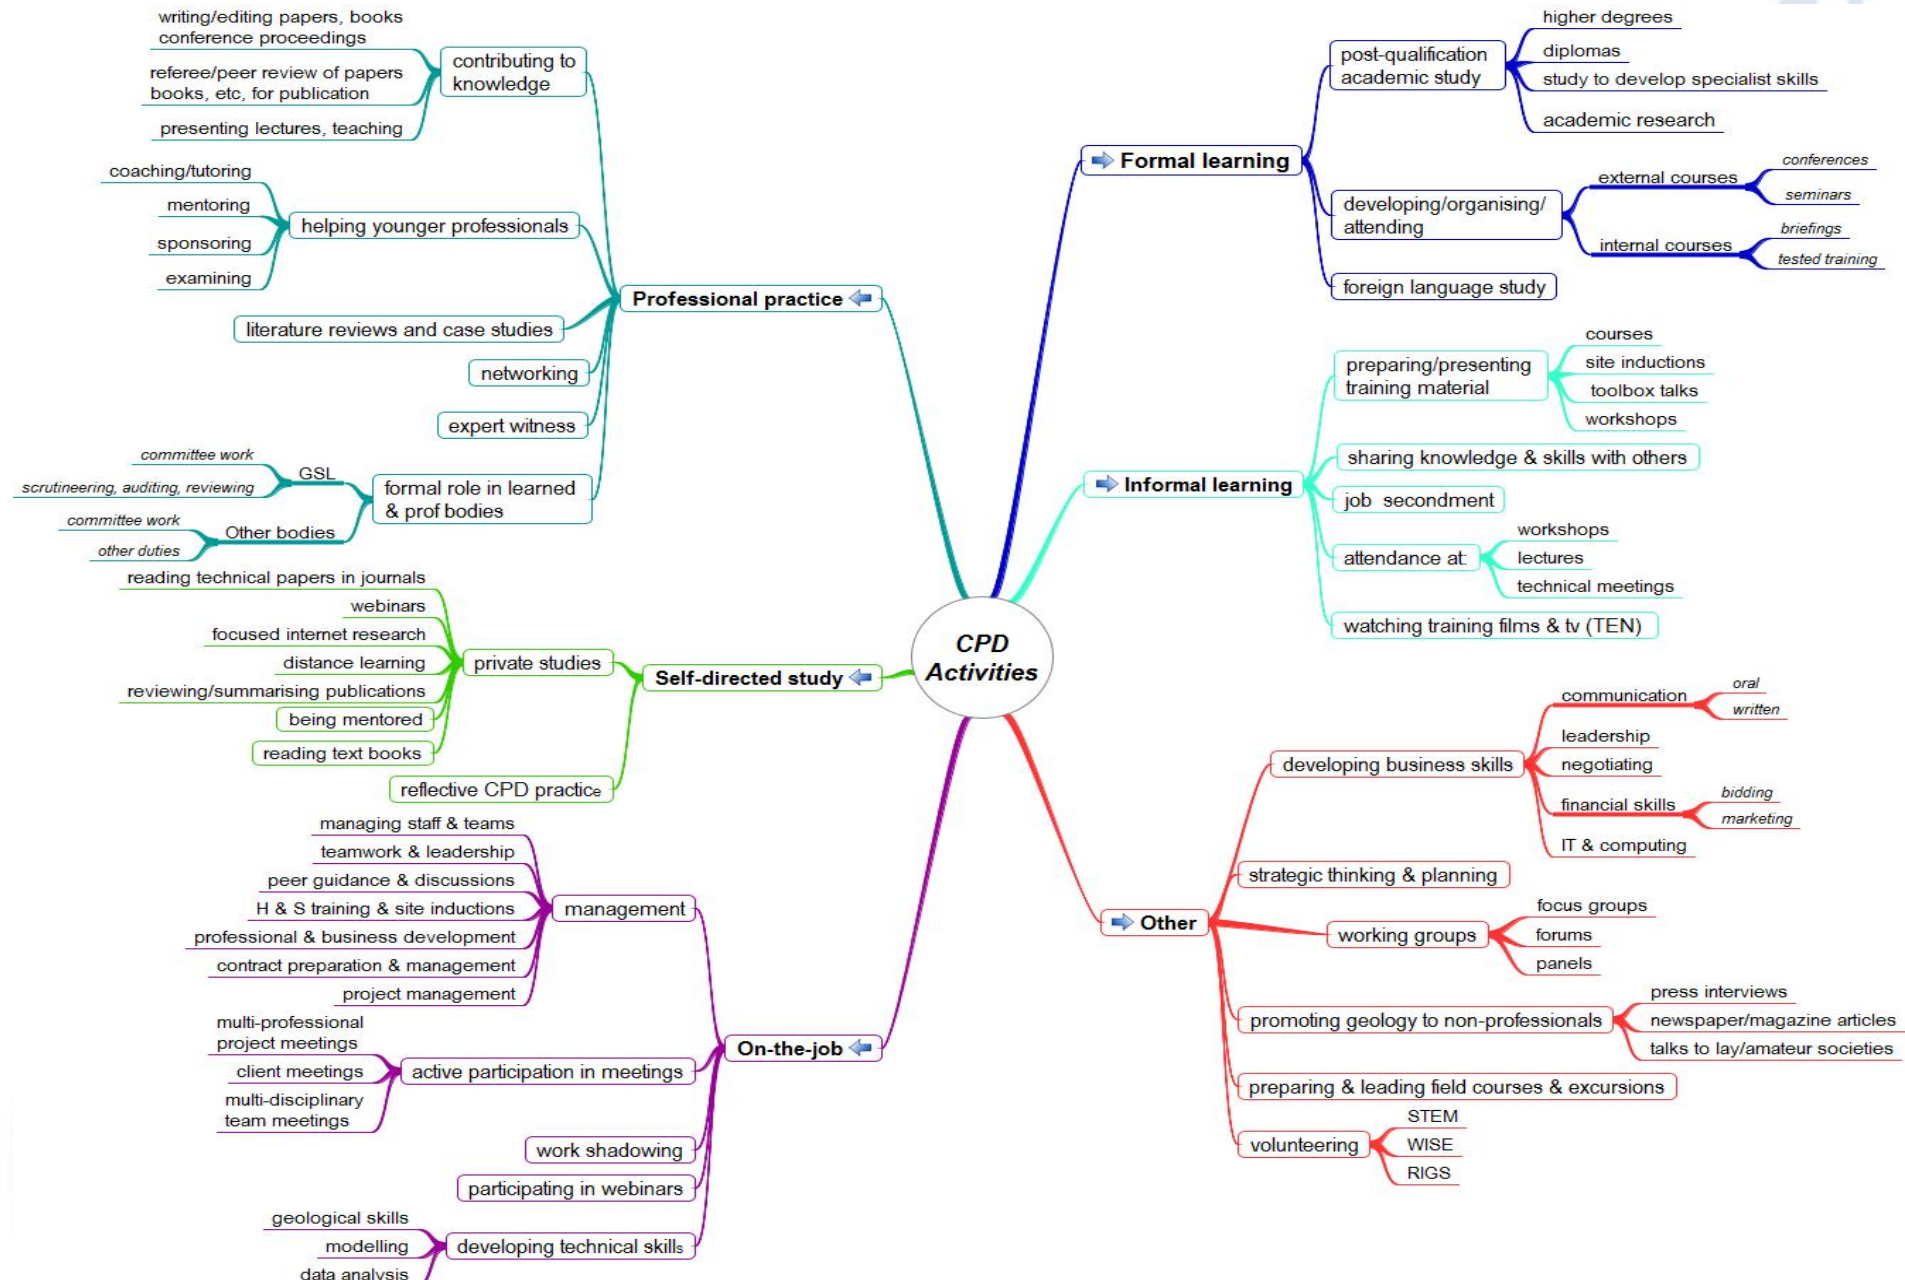 CPD
Activities
Formal learning
post-qualification
academic study
higher degrees
diplomas
study to develop specialist skills
academic research
developing/organising/
attending
external courses
conferences
seminars
internal courses
briefings
tested training
foreign language study
Informal learning
preparing/presenting
training material
courses
site inductions
toolbox talks
workshops
sharing knowledge & skills with others
job secondment
attendance at:
workshops
lectures
technical meetings
watching training films & tv (TEN)
Other
developing business skills
communication
oral
written
leadership
negotiating
financial skills
bidding
marketing
IT & computing
strategic thinking & planning
working groups
focus groups
forums
panels
promoting geology to non-professionals
press interviews
newspaper/magazine articles
talks to lay/amateur societies
preparing & leading field courses & excursions
volunteering
STEM
WISE
RIGS
Professional practice
contributing to
knowledge
writing/editing papers, books
conference proceedings
referee/peer review of papers
books, etc, for publication
presenting lectures, teaching
helping younger professionals
coaching/tutoring
mentoring
sponsoring
examining
literature reviews and case studies
networking
expert witness
formal role in learned
& prof bodies
GSL
committee work
scrutineering, auditing, reviewing
Other bodies
committee work
other duties
Self-directed study
private studies
reading technical papers in journals
webinars
focused internet research
distance learning
reviewing/summarising publications
being mentored
reading text books
reflective CPD practice
On-the-job
management
managing staff & teams
teamwork & leadership
peer guidance & discussions
H & S training & site inductions
professional & business development
contract preparation & management
project management
active participation in meetings
multi-professional
project meetings
client meetings
multi-disciplinary
team meetings
work shadowing
participating in webinars
developing technical skills
geological skills
modelling
data analysis